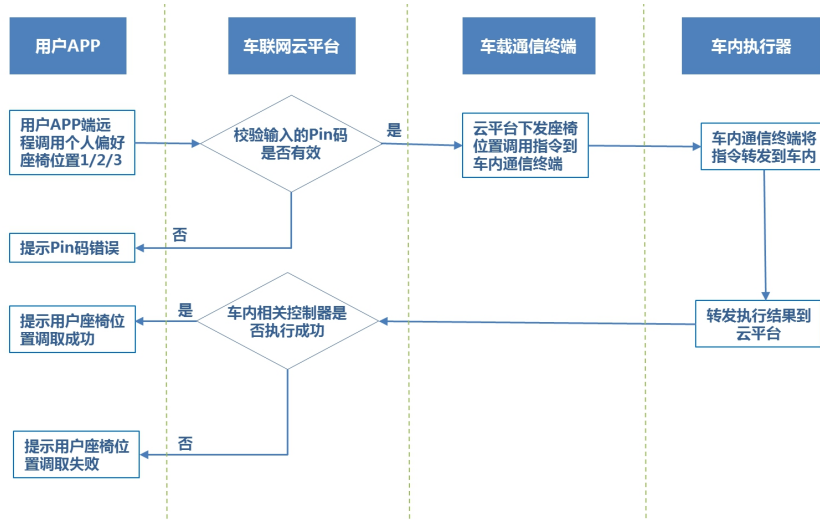 用户APP
车联网云平台
车载通信终端
车内执行器
用户APP端远
程调用个人偏好
座椅位置1/2/3
校验输入的Pin码
是否有效
是
云平台下发座椅
位置调用指令到
车内通信终端
车内通信终端将
指令转发到车内
否
提示Pin码错误
提示用户座椅位
置调取成功
是
车内相关控制器是
否执行成功
转发执行结果到
云平台
否
提示用户座椅位
置调取失败